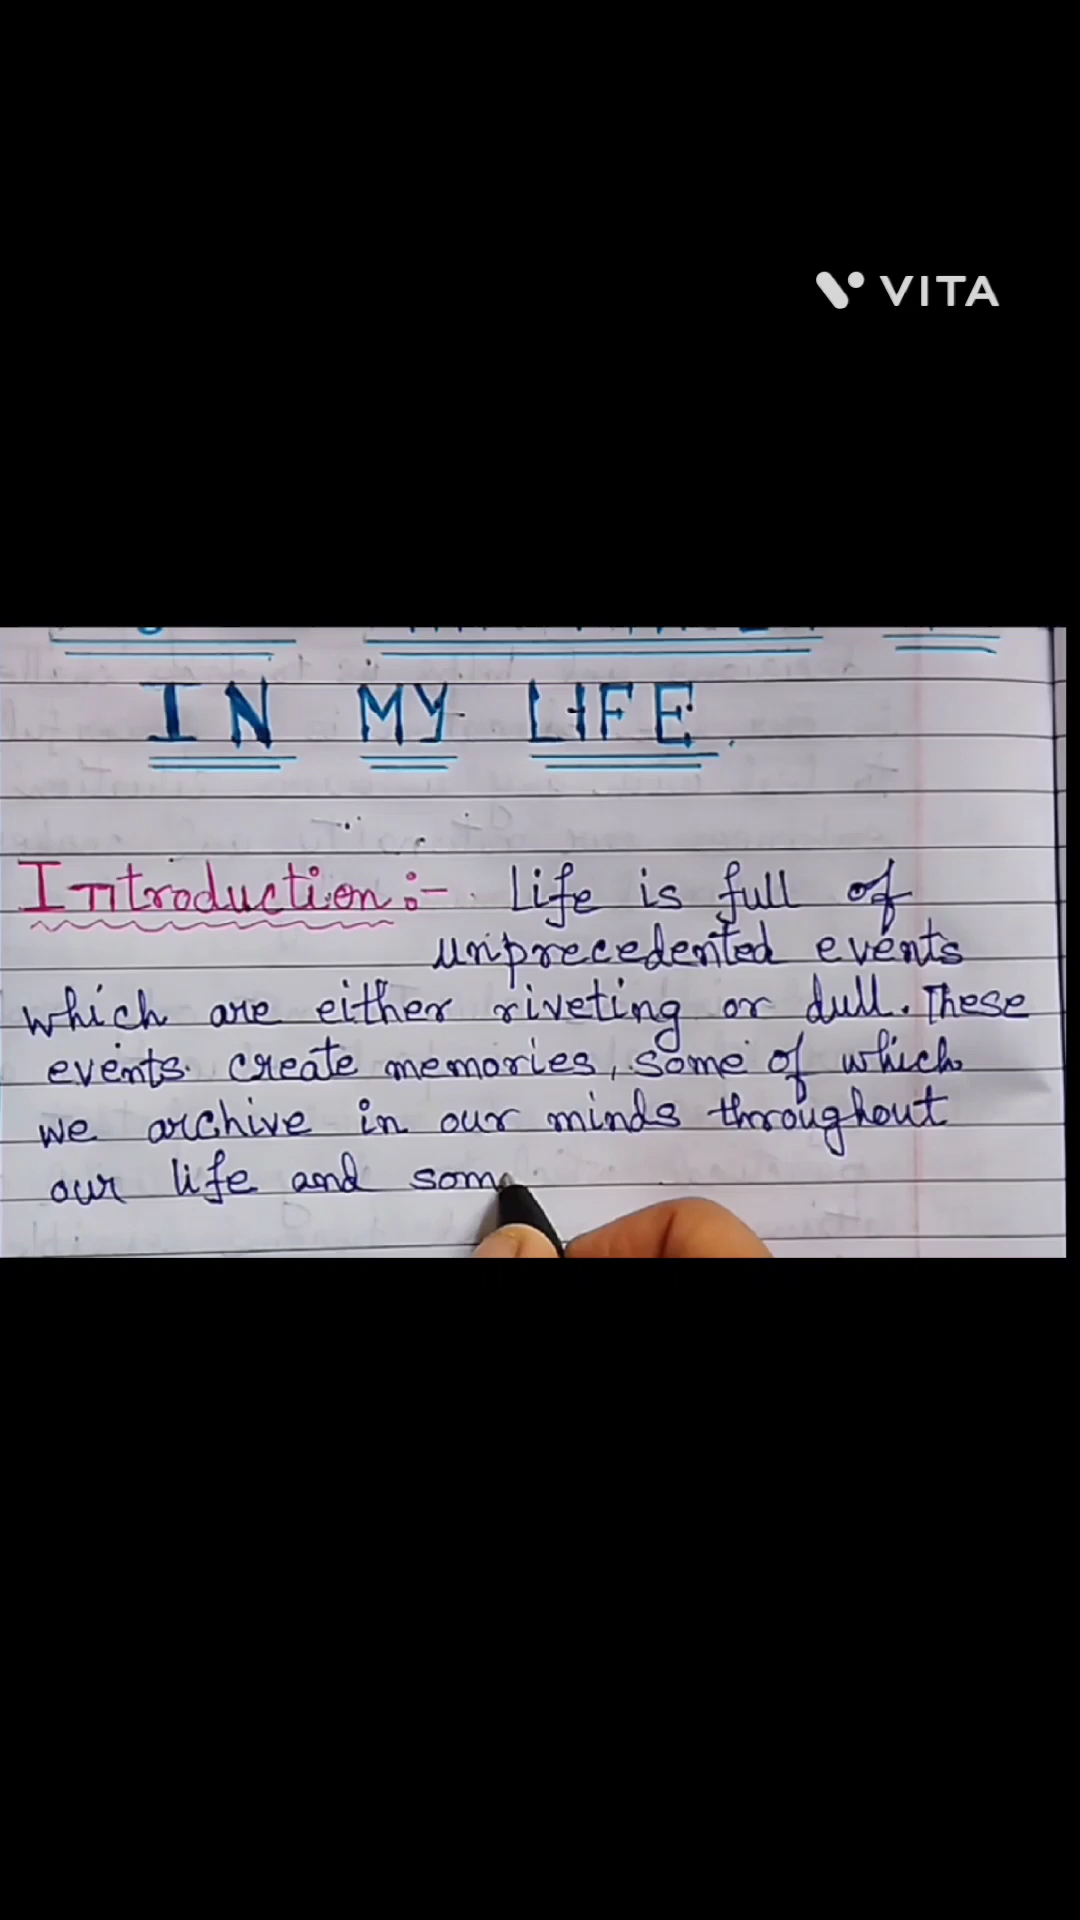 VITA
IN MY LIFE
Introduction :- Life is full of
unprecedented events
which are either riveting or dull. These
events create memories, some of which
we archive in our minds throughout
our life and som